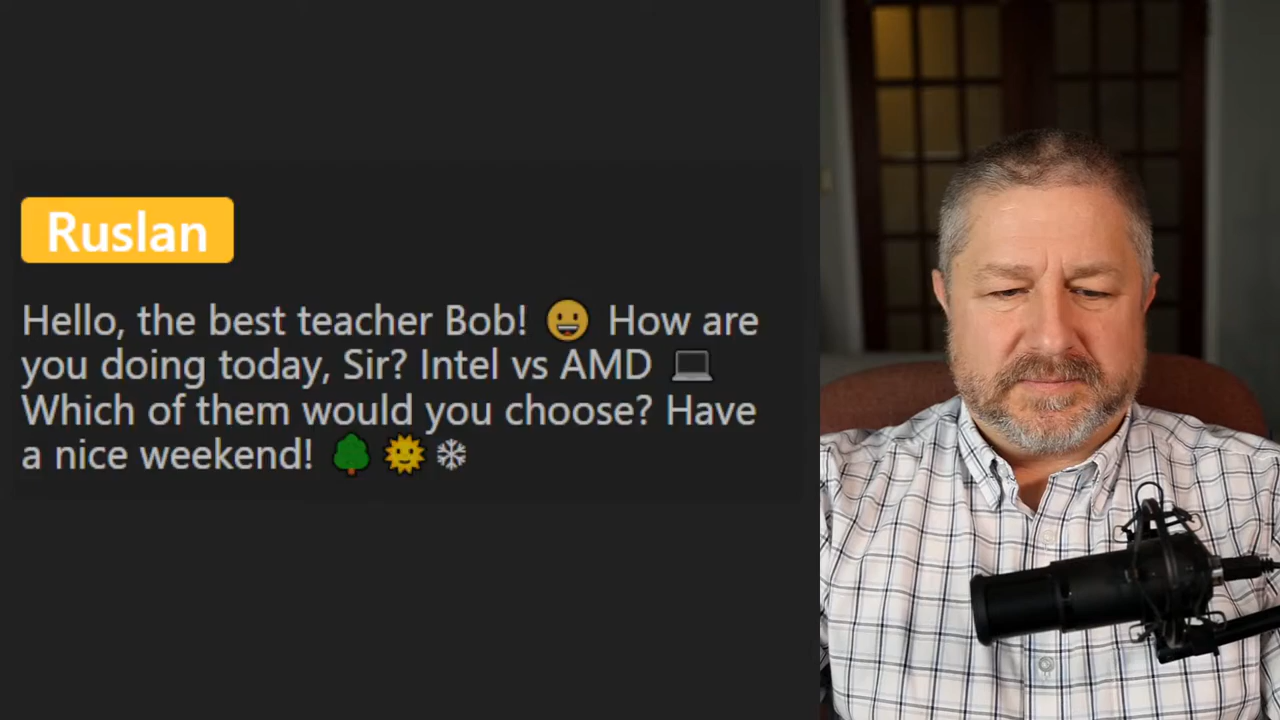 Ruslan
Hello, the best teacher Bob! 😀 How are
you doing today, Sir? Intel vs AMD 💻
Which of them would you choose? Have
a nice weekend! 🌳🌞❄